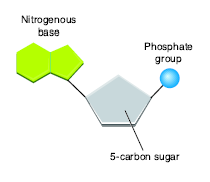 Nitrogenous
base
Phosphate
group
5-carbon sugar